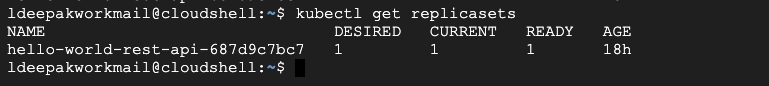 ldeepakworkmail@cloudshell:~$ kubectl get replicasets
NAME DESIRED CURRENT READY AGE
hello-world-rest-api-687d9c7bc7 1 1 1 18h
ldeepakworkmail@cloudshell:~$